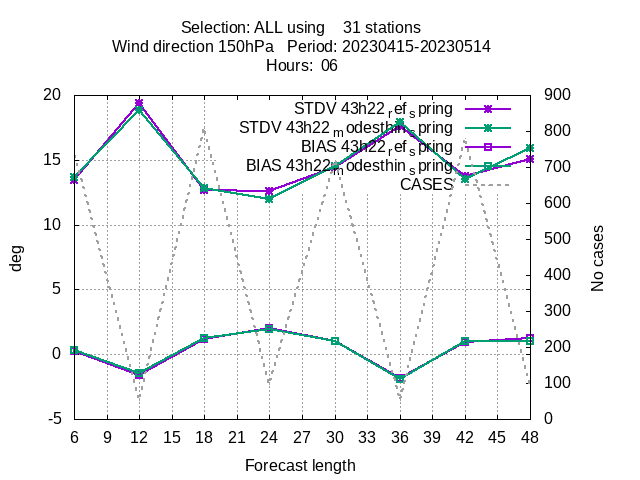 Selection: ALL using    31 stations
Wind direction 150hPa   Period: 20230415-20230514
Hours:  06
STDV 43h22_ref_spring
STDV 43h22_modesthin_spring
BIAS 43h22_ref_spring
BIAS 43h22_modesthin_spring
CASES
deg
20
15
10
5
0
-5
No cases
900
800
700
600
500
400
300
200
100
0
6 9 12 15 18 21 24 27 30 33 36 39 42 45 48
Forecast length